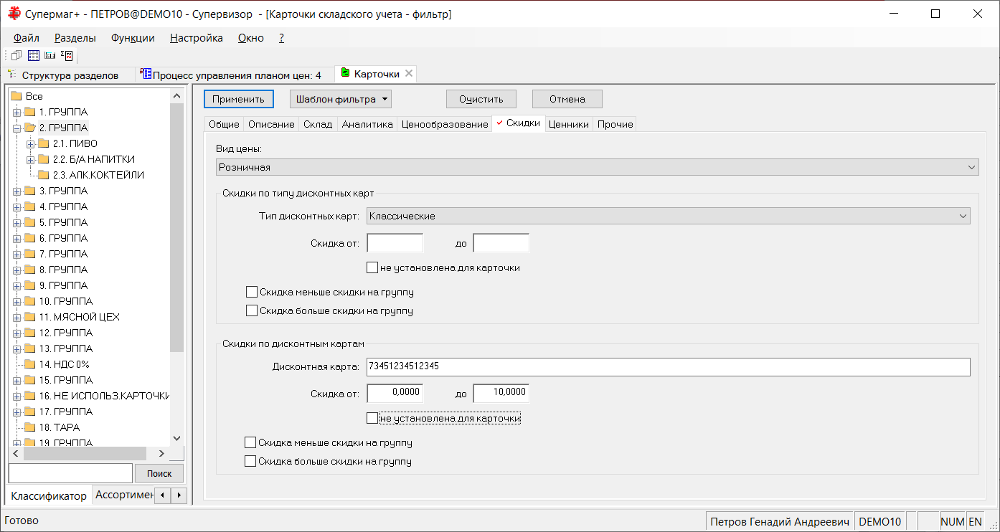 Супермаг+ - ПЕТРОВ@DEMO10 - Супервизор - [Карточки складского учета - фильтр]
Файл Разделы Функции Настройка Окно ?
Структура разделов Процесс управления планом цен: 4 Карточки
Все
1. ГРУППА
2. ГРУППА
2.1. ПИВО
2.2. Б/А НАПИТКИ
2.3. АЛК.КОКТЕЙЛИ
3. ГРУППА
4. ГРУППА
5. ГРУППА
6. ГРУППА
7. ГРУППА
8. ГРУППА
9. ГРУППА
10. ГРУППА
11. МЯСНОЙ ЦЕХ
12. ГРУППА
13. ГРУППА
14. НДС 0%
15. ГРУППА
16. НЕ ИСПОЛЬЗ.КАРТОЧКИ
17. ГРУППА
18. ТАРА
19. ГРУППА
Поиск
Классификатор Ассортимен
Применить Шаблон фильтра Очистить Отмена
Общие Описание Склад Аналитика Ценообразование Скидки Ценники Прочие
Вид цены:
Розничная
Скидки по типу дисконтных карт
Тип дисконтных карт: Классические
Скидка от: до
не установлена для карточки
Скидка меньше скидки на группу
Скидка больше скидки на группу
Скидки по дисконтным картам
Дисконтная карта: 73451234512345
Скидка от: 0,0000 до 10,0000
не установлена для карточки
Скидка меньше скидки на группу
Скидка больше скидки на группу
Готово Петров Генадий Андреевич DEMO10 NUM EN